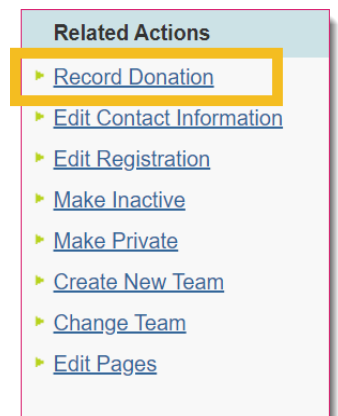 Related Actions
Record Donation
Edit Contact Information
Edit Registration
Make Inactive
Make Private
Create New Team
Change Team
Edit Pages